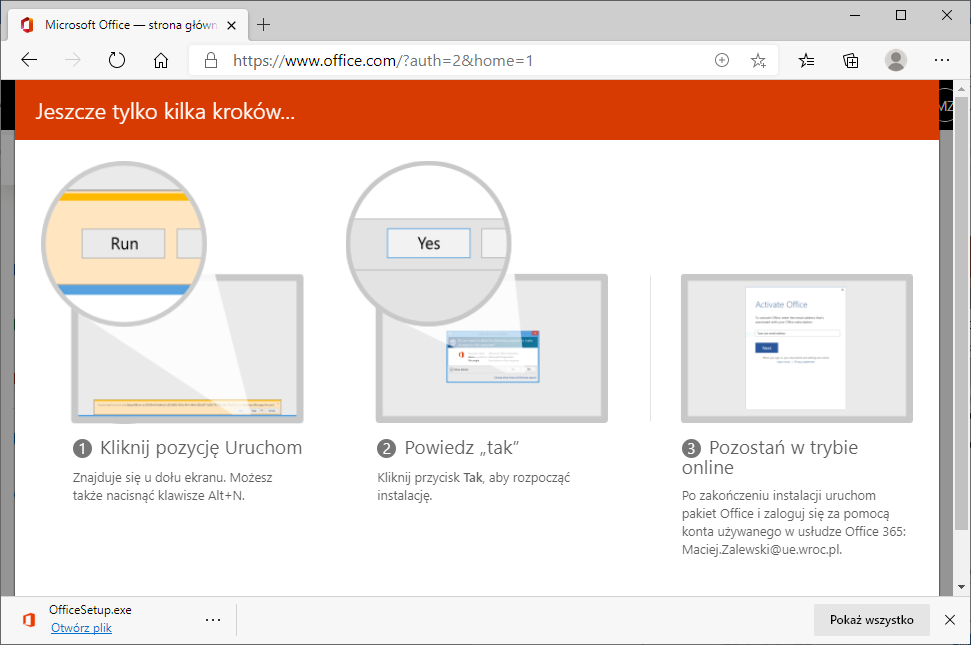 Microsoft Office — strona główn
https://www.office.com/?auth=2&home=1
MZ
Jeszcze tylko kilka kroków...
Run
Yes
Activate Office
Next
1 Kliknij pozycję Uruchom
Znajduje się u dołu ekranu. Możesz
także nacisnąć klawisze Alt+N.
2 Powiedz „tak”
Kliknij przycisk Tak, aby rozpocząć
instalację.
3 Pozostań w trybie
online
Po zakończeniu instalacji uruchom
pakiet Office i zaloguj się za pomocą
konta używanego w usłudze Office 365:
Maciej.Zalewski@ue.wroc.pl.
OfficeSetup.exe
Otwórz plik
Pokaż wszystko